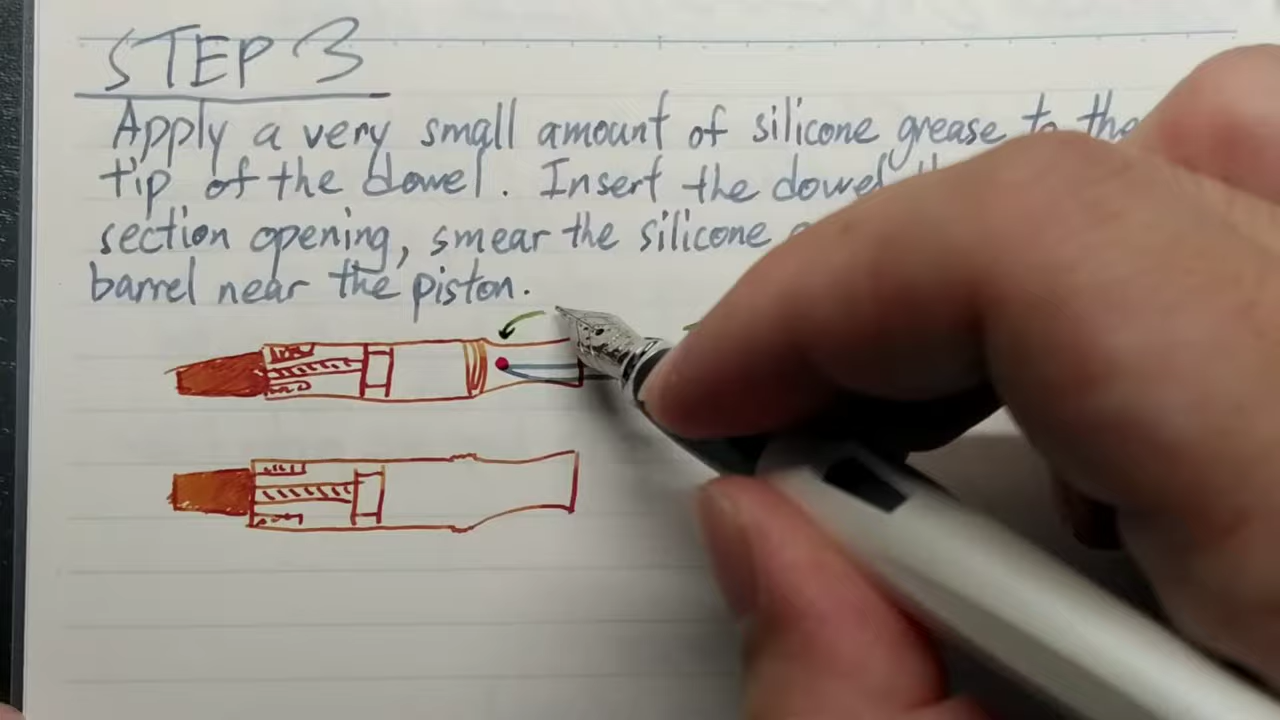 STEP 3
Apply a very small amount of silicone grease to the
tip of the dowel. Insert the dowel
section opening, smear the silicone
barrel near the piston.